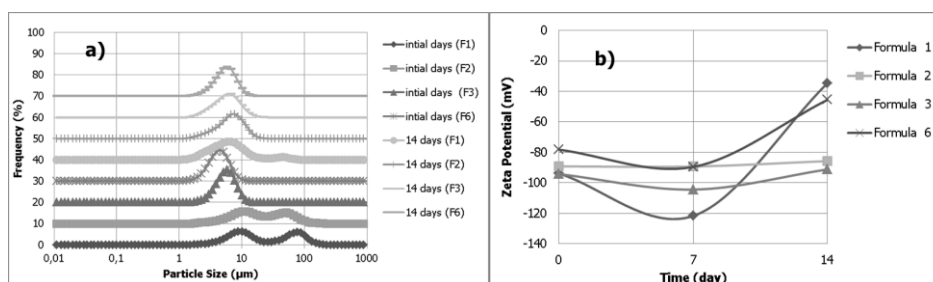 a)
Frequency (%)
100
90
80
70
60
50
40
30
20
10
0
0,01 0,1 1 10 100 1000
Particle Size (µm)
intial days (F1)
intial days (F2)
intial days (F3)
intial days (F6)
14 days (F1)
14 days (F2)
14 days (F3)
14 days (F6)
b)
Zeta Potential (mV)
0
-20
-40
-60
-80
-100
-120
-140
0 7 14
Time (day)
Formula 1
Formula 2
Formula 3
Formula 6